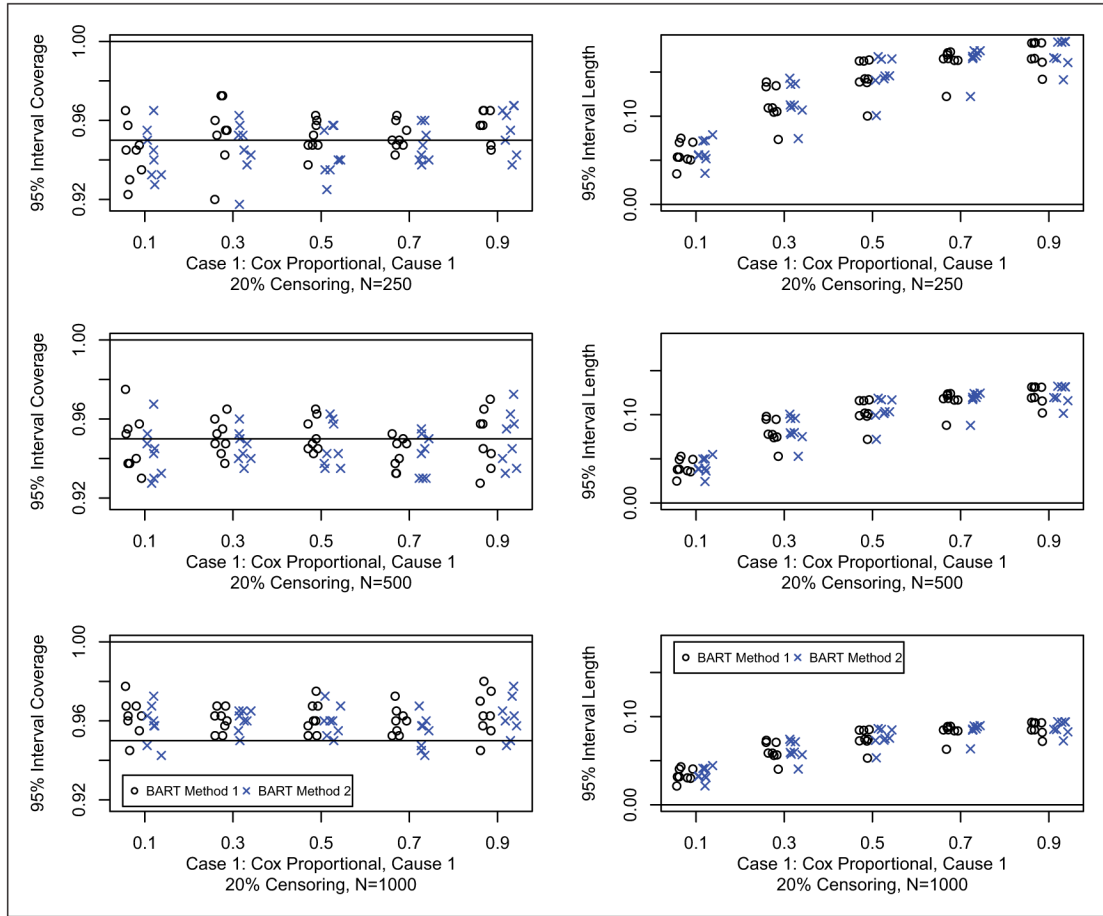 95% Interval Coverage
1.00
0.96
0.92
0.1 0.3 0.5 0.7 0.9
Case 1: Cox Proportional, Cause 1
20% Censoring, N=250
95% Interval Length
0.10
0.00
0.1 0.3 0.5 0.7 0.9
Case 1: Cox Proportional, Cause 1
20% Censoring, N=250
95% Interval Coverage
1.00
0.96
0.92
0.1 0.3 0.5 0.7 0.9
Case 1: Cox Proportional, Cause 1
20% Censoring, N=500
95% Interval Length
0.10
0.00
0.1 0.3 0.5 0.7 0.9
Case 1: Cox Proportional, Cause 1
20% Censoring, N=500
95% Interval Coverage
1.00
0.96
0.92
BART Method 1 BART Method 2
0.1 0.3 0.5 0.7 0.9
Case 1: Cox Proportional, Cause 1
20% Censoring, N=1000
95% Interval Length
0.10
0.00
BART Method 1 BART Method 2
0.1 0.3 0.5 0.7 0.9
Case 1: Cox Proportional, Cause 1
20% Censoring, N=1000